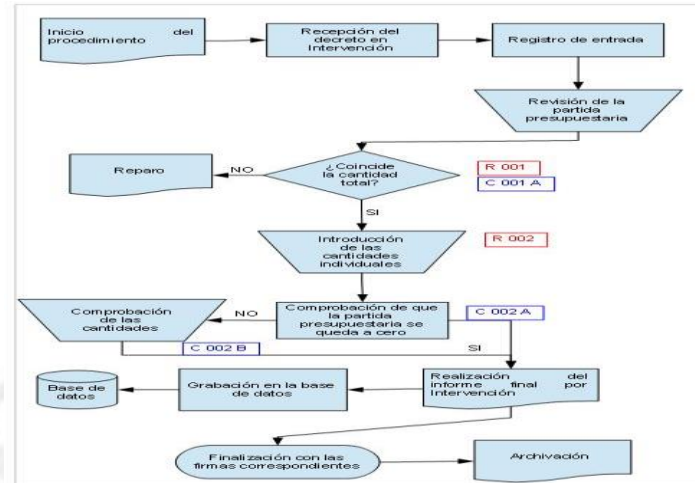 Inicio del
procedimiento
Recepción del
decreto en
Intervención
Registro de entrada
Revisión de la
partida
presupuestaria
¿Coincide
la cantidad
total?
NO
Reparo
R 001
C 001 A
SI
Introducción
de las
cantidades
individuales
R 002
Comprobación de que
la partida
presupuestaria se
queda a cero
C 002 A
NO
Comprobación
de las
cantidades
C 002 B
SI
Realización del
informe final por
Intervención
Grabación en la base
de datos
Base de
datos
Finalización con las
firmas correspondientes
Archivación